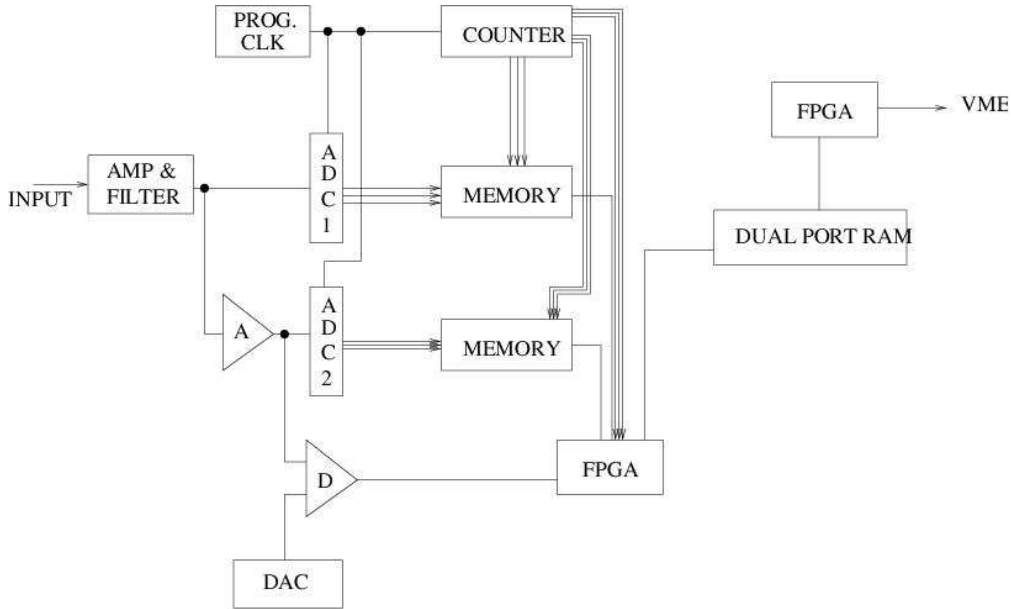 PROG.
CLK
COUNTER
FPGA
VME
INPUT
AMP &
FILTER
A
D
C
1
MEMORY
DUAL PORT RAM
A
A
D
C
2
MEMORY
D
FPGA
DAC